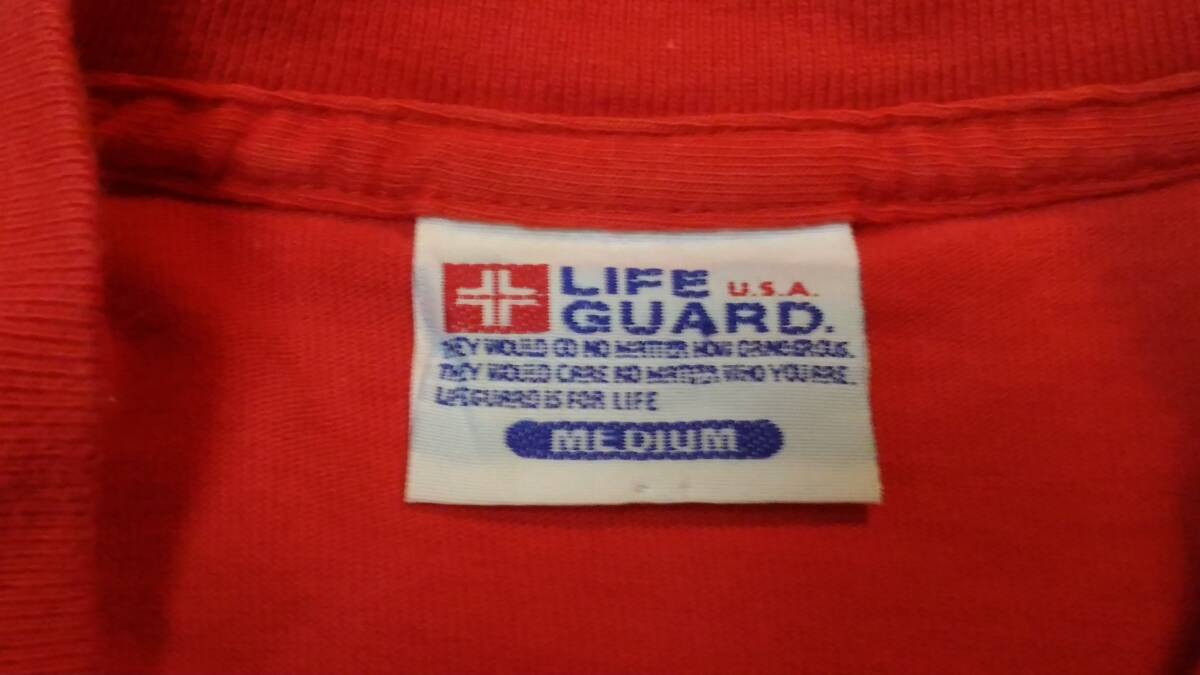 LIFE U.S.A.
GUARD.
THEY WOULD GO NO MATTER HOW DANGEROUS.
THEY WOULD CARE NO MATTER WHO YOU ARE.
LIFEGUARD IS FOR LIFE
MEDIUM